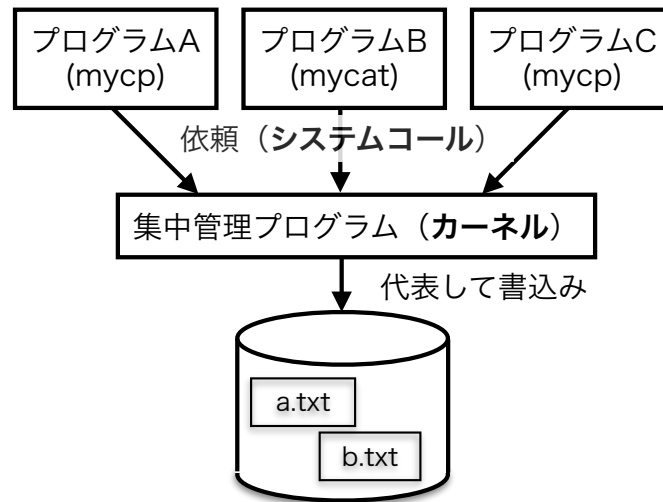 プログラムA
(mycp)
プログラムB
(mycat)
プログラムC
(mycp)
依頼（システムコール）
集中管理プログラム（カーネル）
代表して書込み
a.txt
b.txt